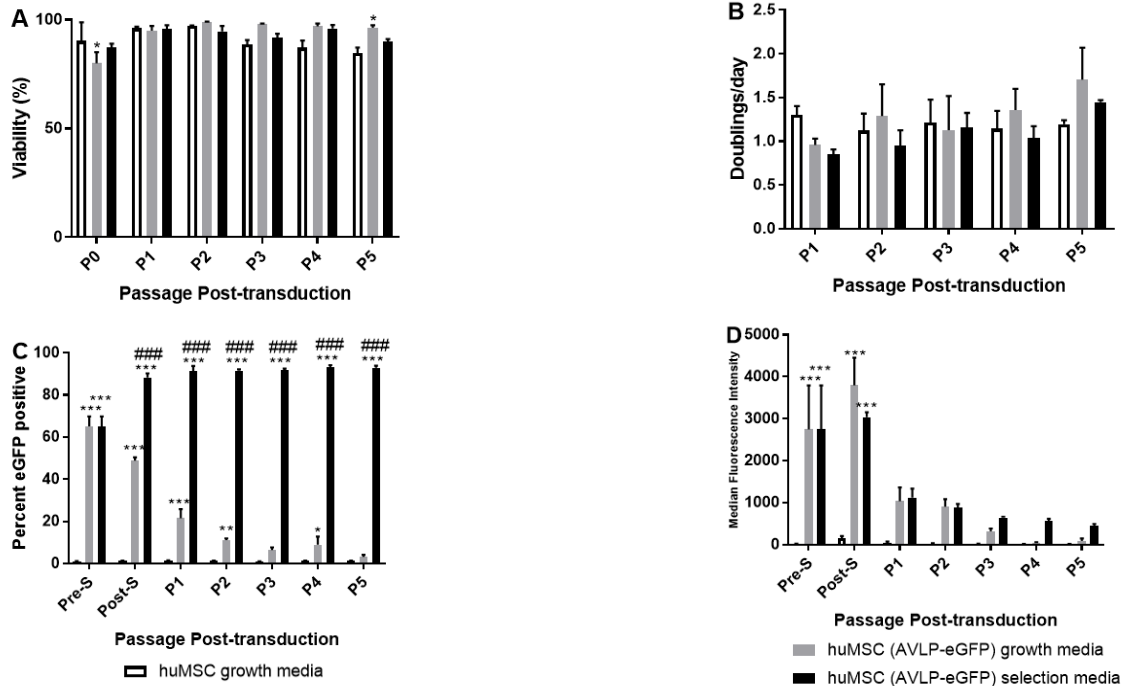 A
Viability (%)
100
50
0
*
*
P0
P1
P2
P3
P4
P5
Passage Post-transduction
B
Doublings/day
2.5
2.0
1.5
1.0
0.5
0.0
P1
P2
P3
P4
P5
Passage Post-transduction
C
Percent eGFP positive
100
80
60
40
20
0
***
***
***
###
***
***
###
***
**
###
***
###
***
*
###
***
###
***
Pre-S
Post-S
P1
P2
P3
P4
P5
Passage Post-transduction
huMSC growth media
D
Median Fluorescence Intensity
5000
4000
3000
2000
1000
0
***
***
***
***
Pre-S
Post-S
P1
P2
P3
P4
P5
Passage Post-transduction
huMSC (AVLP-eGFP) growth media
huMSC (AVLP-eGFP) selection media